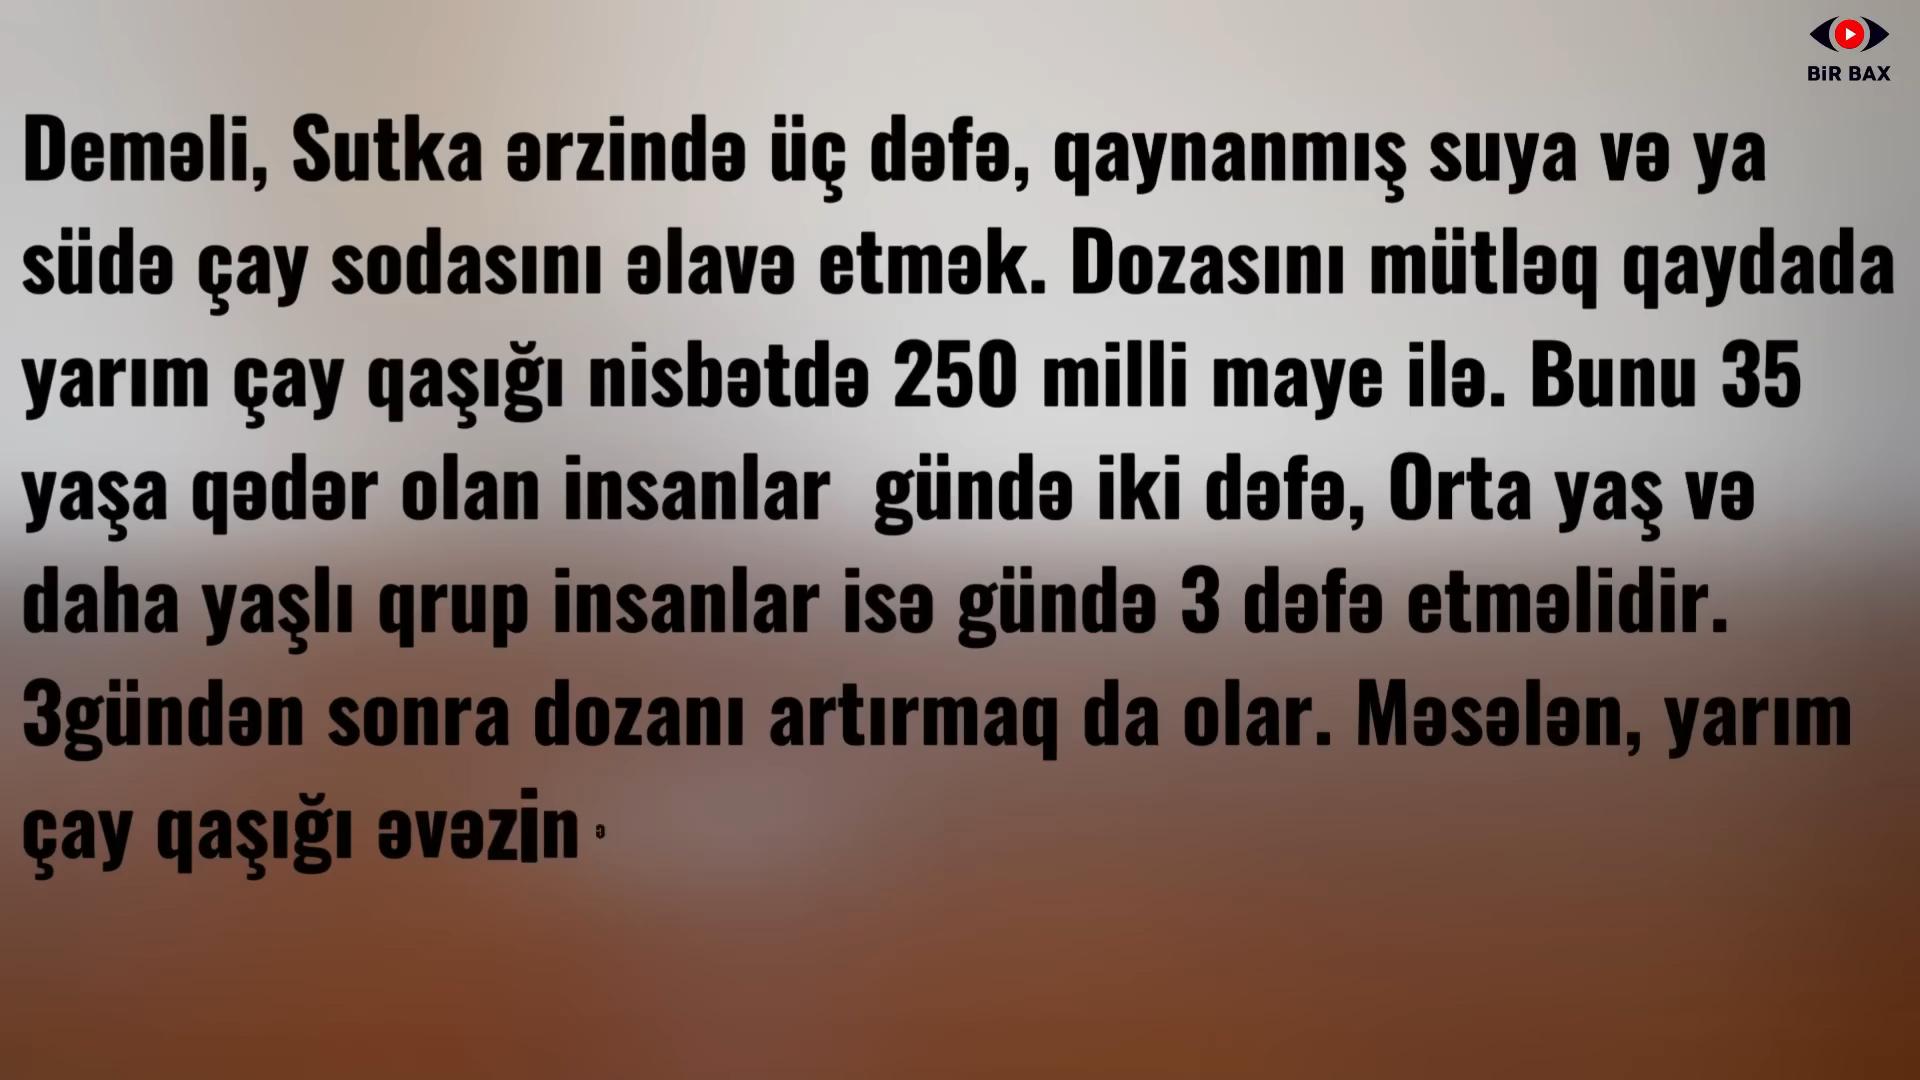 BiR BAX
Deməli, Sutka ərzində üç dəfə, qaynanmış suya və ya
südə çay sodasını əlavə etmək. Dozasını mütləq qaydada
yarım çay qaşığı nisbətdə 250 milli maye ilə. Bunu 35
yaşa qədər olan insanlar gündə iki dəfə, Orta yaş və
daha yaşlı qrup insanlar isə gündə 3 dəfə etməlidir.
3gündən sonra dozanı artırmaq da olar. Məsələn, yarım
çay qaşığı əvəzinə